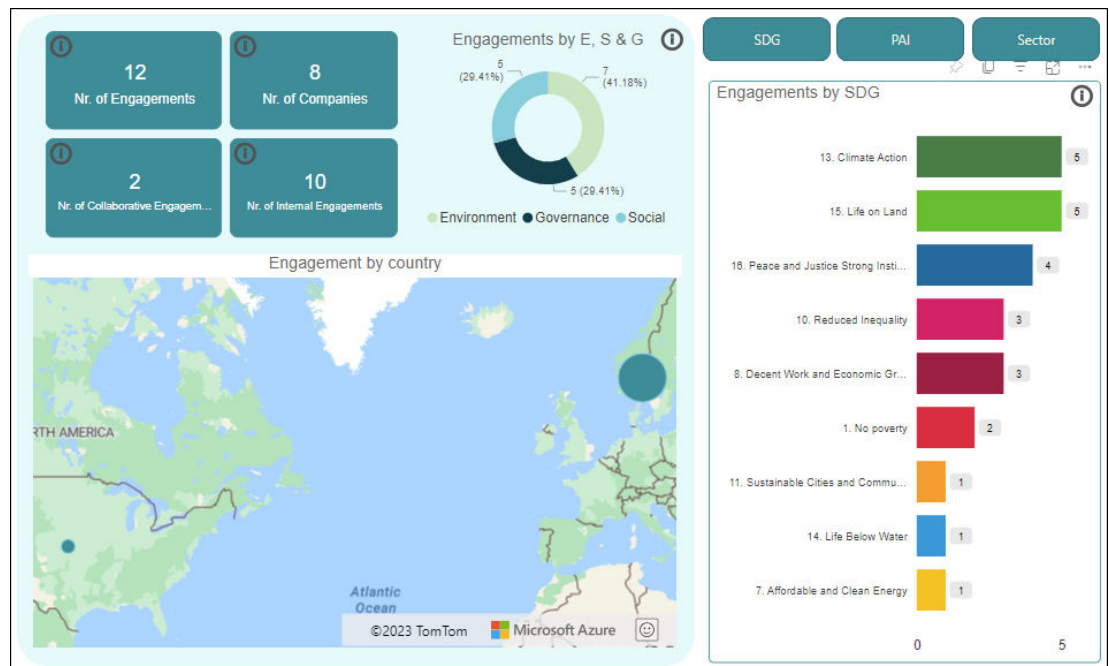 12
Nr. of Engagements
8
Nr. of Companies
2
Nr. of Collaborative Engagem...
10
Nr. of Internal Engagements
Engagements by E, S & G
5
(29.41%)
7
(41.18%)
5 (29.41%)
Environment Governance Social
Engagement by country
RTH AMERICA
Atlantic
Ocean
©2023 TomTom Microsoft Azure
SDG
PAI
Sector
Engagements by SDG
13. Climate Action 5
15. Life on Land 5
16. Peace and Justice Strong Insti... 4
10. Reduced Inequality 3
8. Decent Work and Economic Gr... 3
1. No poverty 2
11. Sustainable Cities and Commu... 1
14. Life Below Water 1
7. Affordable and Clean Energy 1
0 5